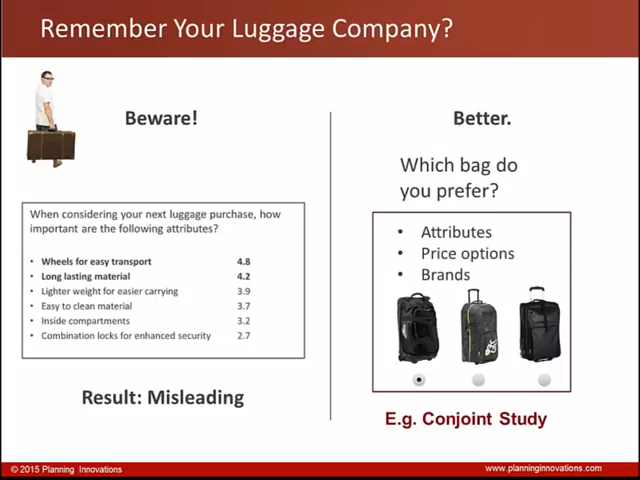 Remember Your Luggage Company?
Beware!
When considering your next luggage purchase, how
important are the following attributes?
• Wheels for easy transport 4.8
• Long lasting material 4.2
• Lighter weight for easier carrying 3.9
• Easy to clean material 3.7
• Inside compartments 3.2
• Combination locks for enhanced security 2.7
Result: Misleading
Better.
Which bag do
you prefer?
• Attributes
• Price options
• Brands
E.g. Conjoint Study
© 2015 Planning Innovations
www.planninginnovations.com